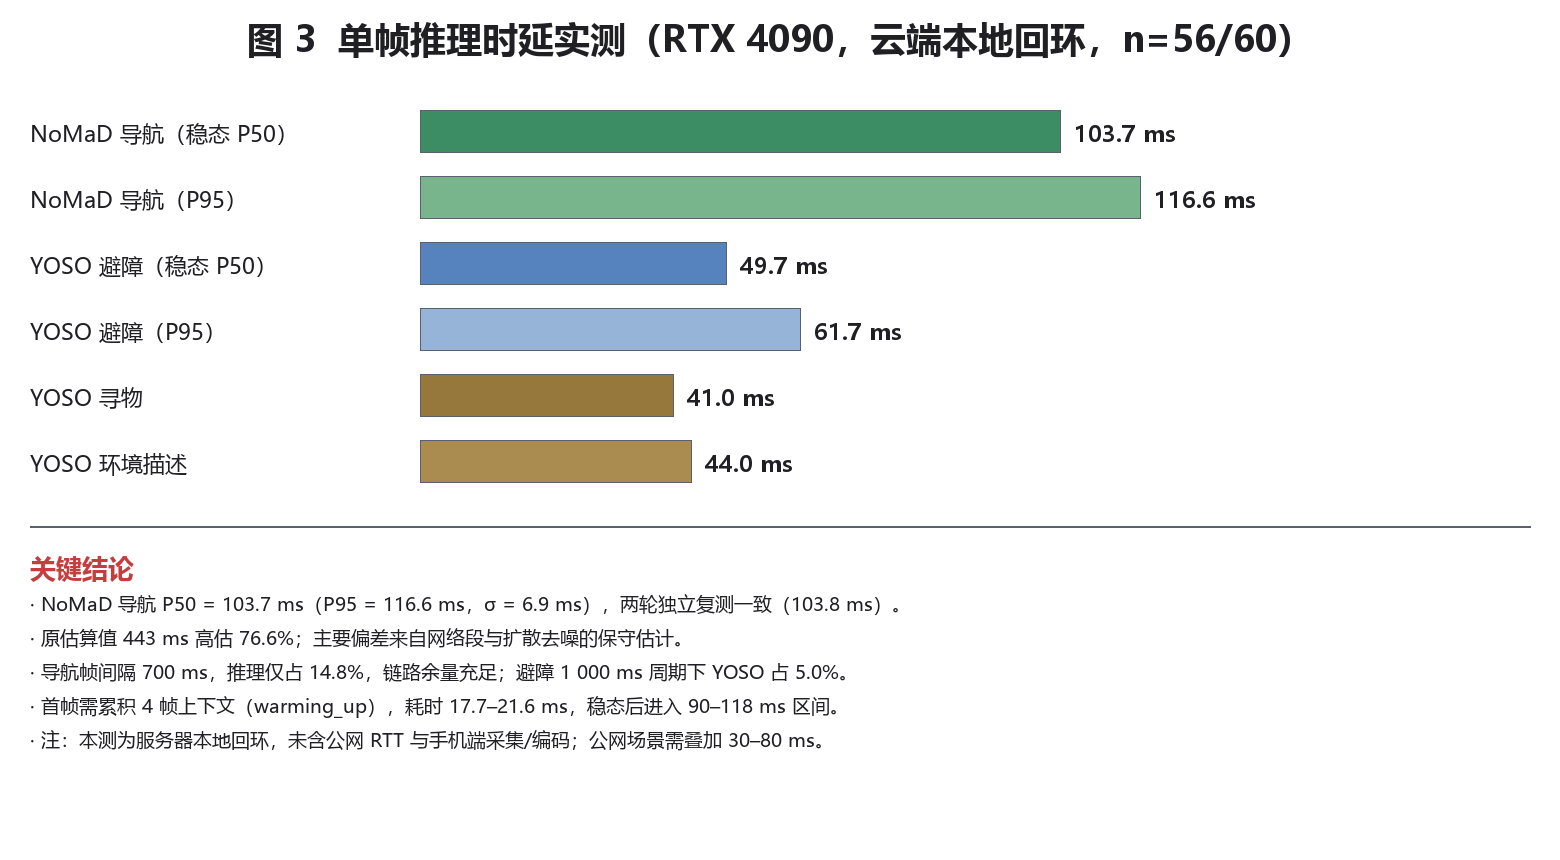 图 3  单帧推理时延实测（RTX 4090，云端本地回环，n=56/60）
NoMaD 导航（稳态 P50） 103.7 ms
NoMaD 导航（P95） 116.6 ms
YOSO 避障（稳态 P50） 49.7 ms
YOSO 避障（P95） 61.7 ms
YOSO 寻物 41.0 ms
YOSO 环境描述 44.0 ms
关键结论
· NoMaD 导航 P50 = 103.7 ms（P95 = 116.6 ms，σ = 6.9 ms），两轮独立复测一致（103.8 ms）。
· 原估算值 443 ms 高估 76.6%；主要偏差来自网络段与扩散去噪的保守估计。
· 导航帧间隔 700 ms，推理仅占 14.8%，链路余量充足；避障 1 000 ms 周期下 YOSO 占 5.0%。
· 首帧需累积 4 帧上下文（warming_up），耗时 17.7–21.6 ms，稳态后进入 90–118 ms 区间。
· 注：本测为服务器本地回环，未含公网 RTT 与手机端采集/编码；公网场景需叠加 30–80 ms。